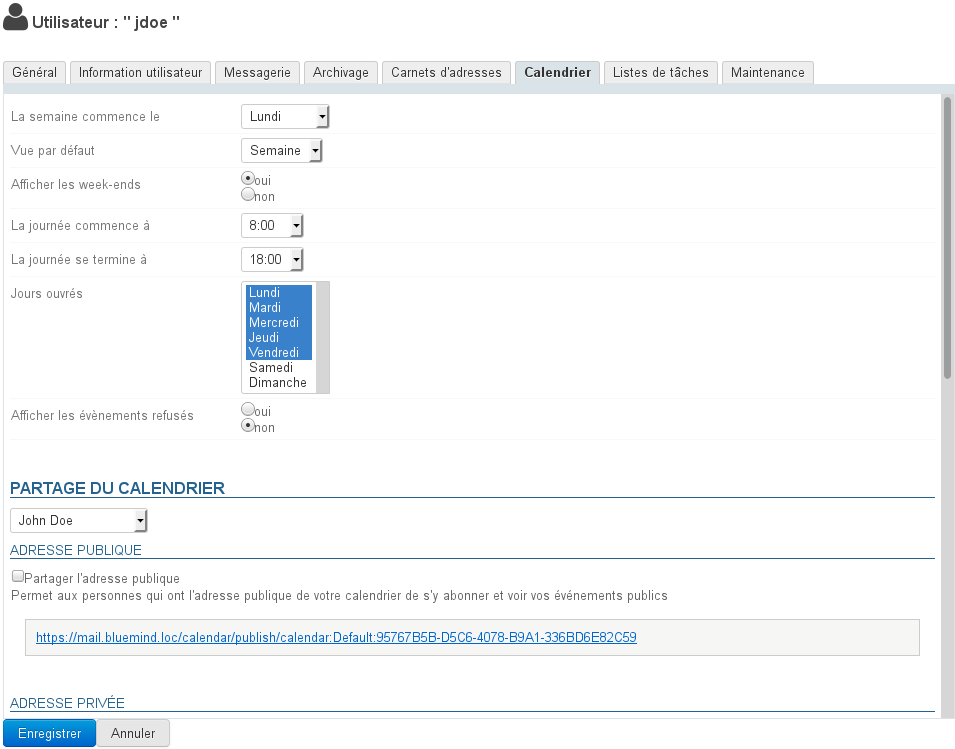 Utilisateur : " jdoe "
Général Information utilisateur Messagerie Archivage Carnets d'adresses Calendrier Listes de tâches Maintenance
La semaine commence le Lundi
Vue par défaut Semaine
Afficher les week-ends oui
non
La journée commence à 8:00
La journée se termine à 18:00
Jours ouvrés Lundi
Mardi
Mercredi
Jeudi
Vendredi
Samedi
Dimanche
Afficher les évènements refusés oui
non
PARTAGE DU CALENDRIER
John Doe
ADRESSE PUBLIQUE
Partager l'adresse publique
Permet aux personnes qui ont l'adresse publique de votre calendrier de s'y abonner et voir vos événements publics
https://mail.bluemind.loc/calendar/publish/calendar:Default:95767B5B-D5C6-4078-B9A1-336BD6E82C59
ADRESSE PRIVÉE
Enregistrer Annuler